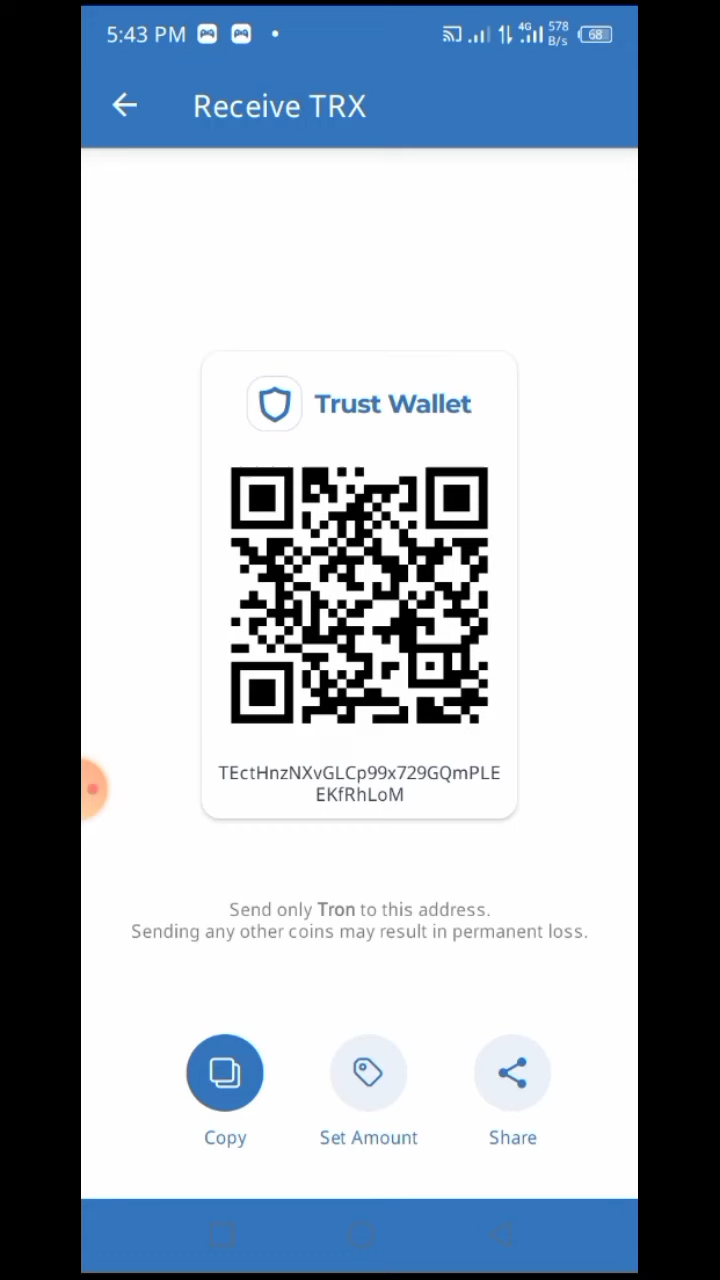 5:43 PM 4G 578 B/s 68
Receive TRX
Trust Wallet
TEctHnzNXvGLCp99x729GQmPLE
EKfRhLoM
Send only Tron to this address.
Sending any other coins may result in permanent loss.
Copy Set Amount Share